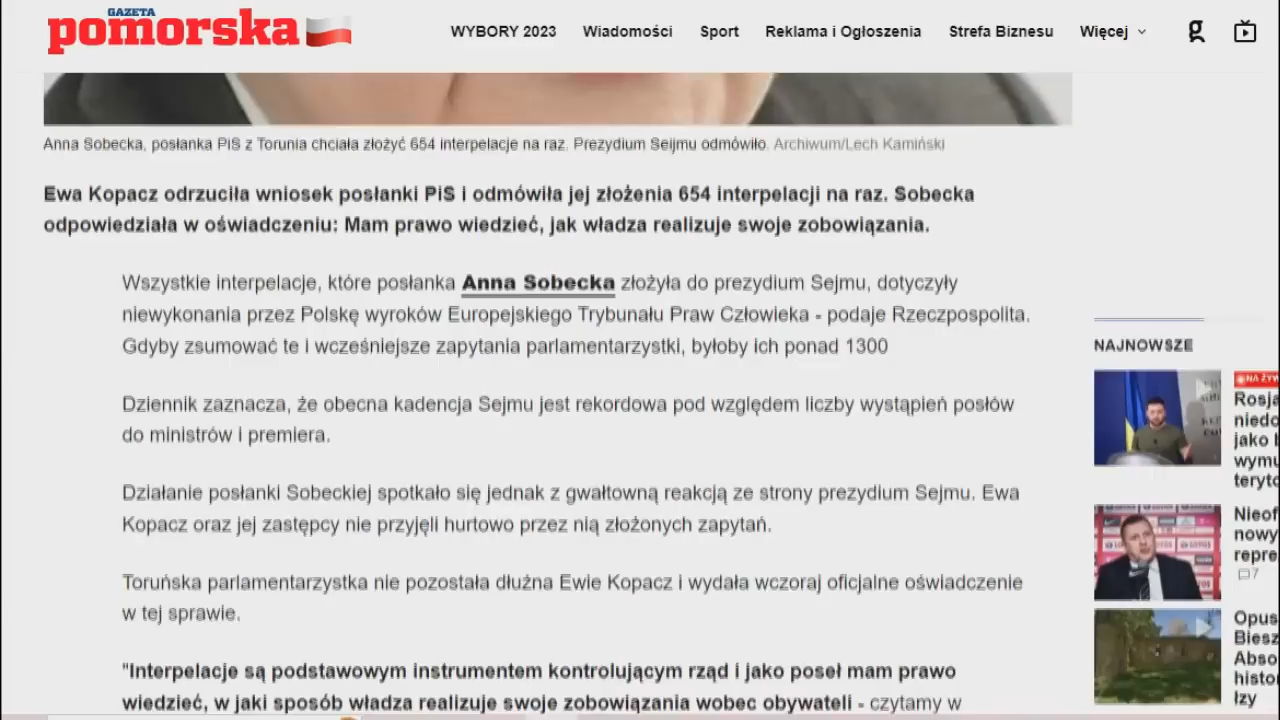 GAZETA
pomorska
WYBORY 2023 Wiadomości Sport Reklama i Ogłoszenia Strefa Biznesu Więcej
Anna Sobecka, posłanka PiS z Torunia chciała złożyć 654 interpelacje na raz. Prezydium Seijmu odmówiło. Archiwum/Lech Kamiński
Ewa Kopacz odrzuciła wniosek posłanki PiS i odmówiła jej złożenia 654 interpelacji na raz. Sobecka
odpowiedziała w oświadczeniu: Mam prawo wiedzieć, jak władza realizuje swoje zobowiązania.
Wszystkie interpelacje, które posłanka Anna Sobecka złożyła do prezydium Sejmu, dotyczyły
niewykonania przez Polskę wyroków Europejskiego Trybunału Praw Człowieka - podaje Rzeczpospolita.
Gdyby zsumować te i wcześniejsze zapytania parlamentarzystki, byłoby ich ponad 1300
Dziennik zaznacza, że obecna kadencja Sejmu jest rekordowa pod względem liczby wystąpień posłów
do ministrów i premiera.
Działanie posłanki Sobeckiej spotkało się jednak z gwałtowną reakcją ze strony prezydium Sejmu. Ewa
Kopacz oraz jej zastępcy nie przyjęli hurtowo przez nią złożonych zapytań.
Toruńska parlamentarzystka nie pozostała dłużna Ewie Kopacz i wydała wczoraj oficjalne oświadczenie
w tej sprawie.
"Interpelacje są podstawowym instrumentem kontrolującym rząd i jako poseł mam prawo
wiedzieć, w jaki sposób władza realizuje swoje zobowiązania wobec obywateli - czytamy w
NAJNOWSZE
NA ŻYW
Rosja
niedo
jako b
wymu
teryto
Nieof
nowy
repre
7
Opus
Biesz
Abso
histor
łzy